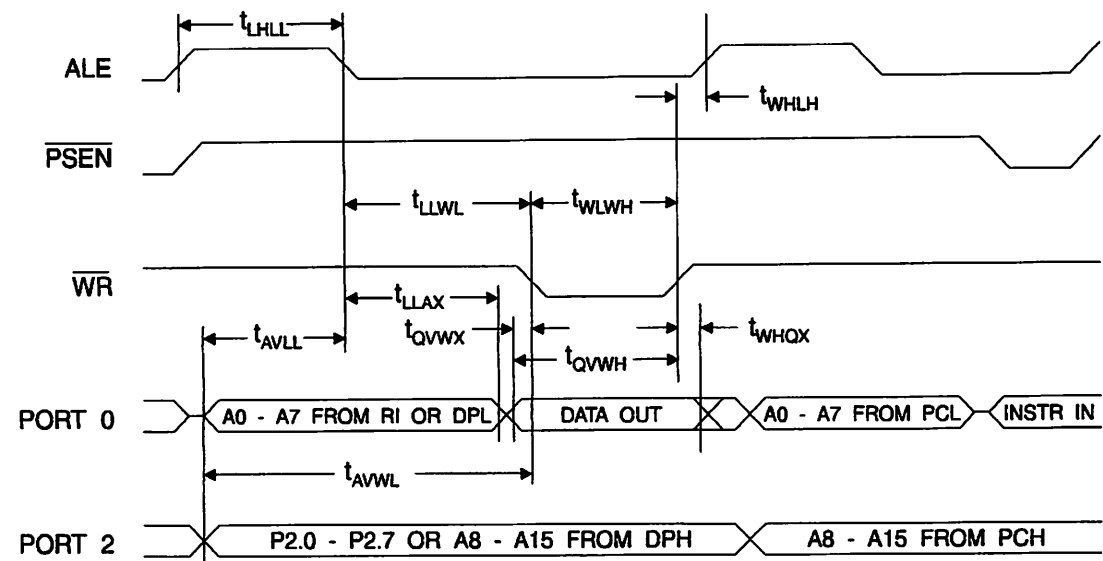 tLHLL
ALE
tWHLH
PSEN
tLLWL
tWLWH
WR
tLLAX
tAVLL
tQVWX
tWHQX
tQVWH
PORT 0
A0 - A7 FROM RI OR DPL
DATA OUT
A0 - A7 FROM PCL
INSTR IN
tAVWL
PORT 2
P2.0 - P2.7 OR A8 - A15 FROM DPH
A8 - A15 FROM PCH